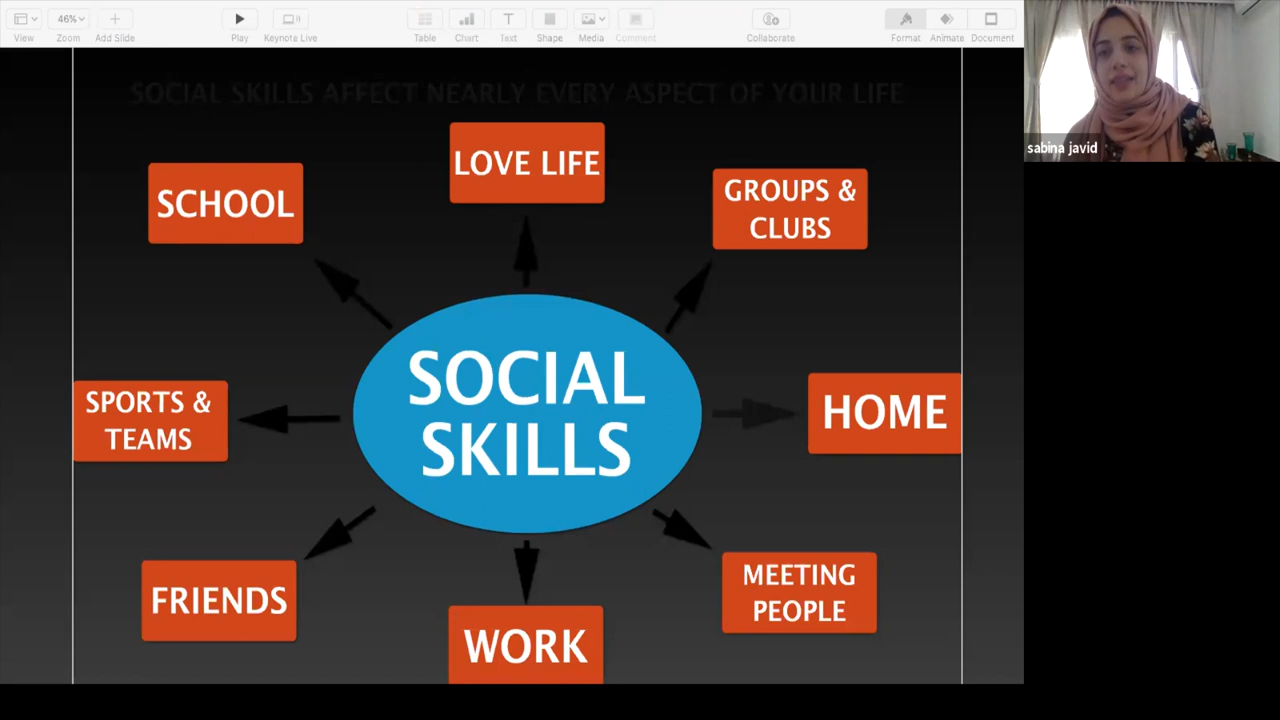 46%
View
Zoom
Add Slide
Play
Keynote Live
Table
Chart
Text
Shape
Media
Comment
Collaborate
Format
Animate
Document
sabina javid
SOCIAL SKILLS AFFECT NEARLY EVERY ASPECT OF YOUR LIFE
LOVE LIFE
SCHOOL
GROUPS &
CLUBS
SOCIAL
SKILLS
SPORTS &
TEAMS
HOME
FRIENDS
MEETING
PEOPLE
WORK